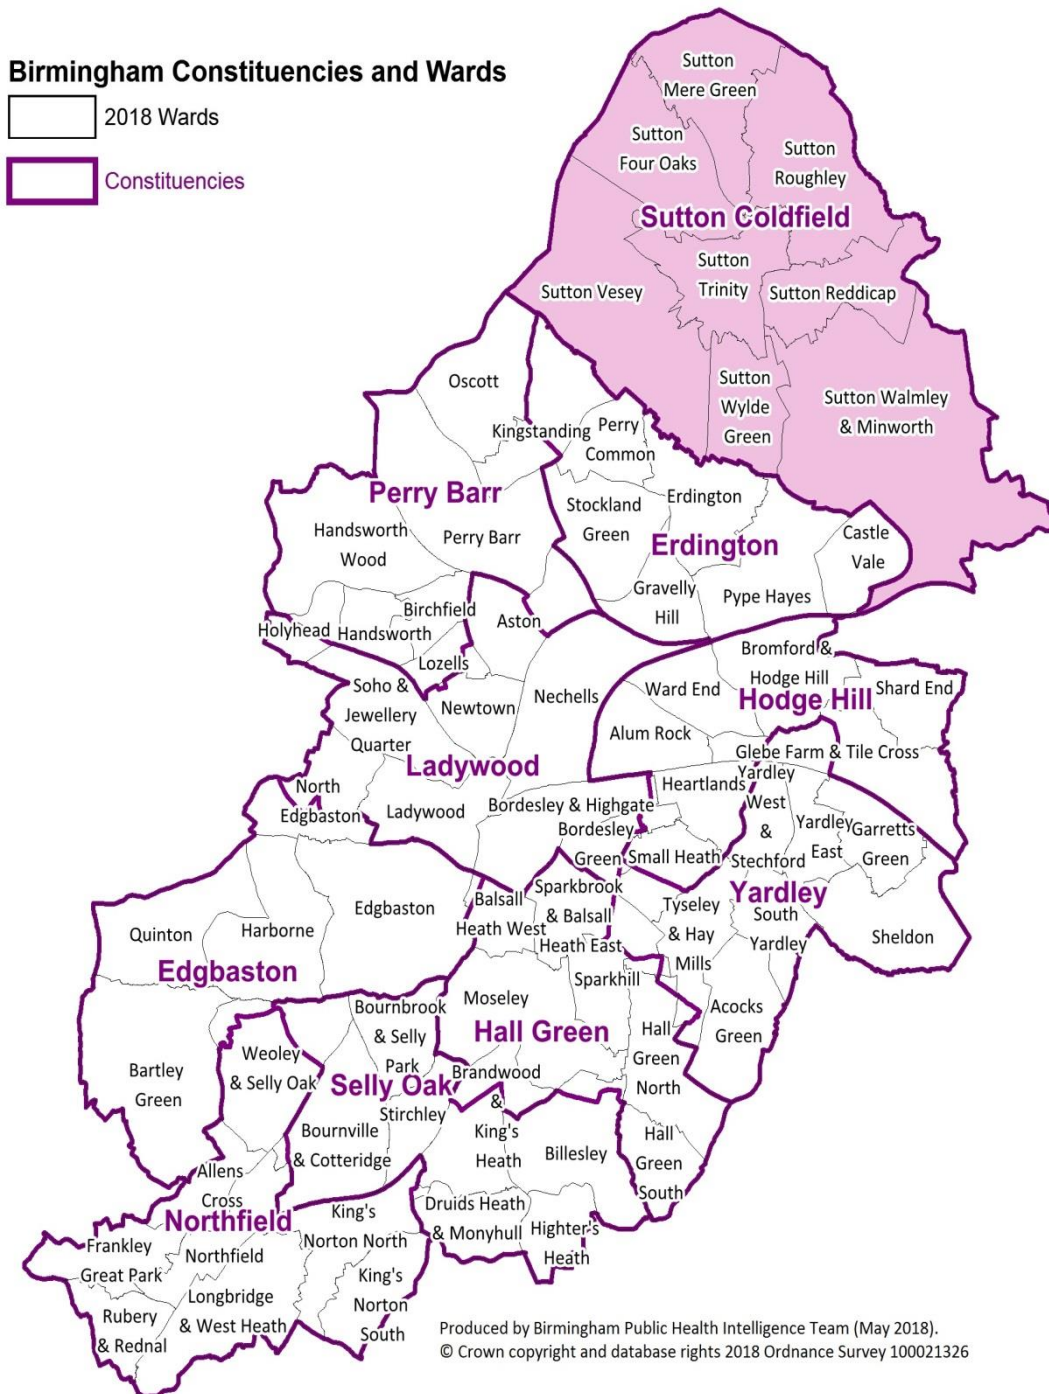 Birmingham Constituencies and Wards
2018 Wards
Constituencies
Sutton
Mere Green
Sutton
Four Oaks
Sutton
Roughley
Sutton Coldfield
Sutton
Trinity
Sutton Vesey
Sutton Reddicap
Sutton
Wylde
Green
Sutton Walmley
& Minworth
Oscott
Kingstanding
Perry
Common
Perry Barr
Stockland
Green
Erdington
Handsworth
Wood
Perry Barr
Erdington
Castle
Vale
Gravelly
Hill
Pype Hayes
Birchfield
Holyhead
Handsworth
Aston
Lozells
Bromford &
Hodge Hill
Soho &
Jewellery
Quarter
Newtown
Nechells
Ward End
Hodge Hill
Shard End
Alum Rock
Glebe Farm & Tile Cross
Ladywood
North
Edgbaston
Ladywood
Bordesley & Highgate
Heartlands
Yardley
West
&
Stechford
Yardley
East
Garretts
Green
Bordesley
Green
Small Heath
Yardley
Balsall
Heath West
Sparkbrook
& Balsall
Heath East
Tyseley
& Hay
Mills
South
Yardley
Sheldon
Edgbaston
Quinton
Harborne
Edgbaston
Moseley
Sparkhill
Hall Green
Hall
Green
North
Acocks
Green
Bournbrook
& Selly
Park
Weoley
& Selly Oak
Bartley
Green
Selly Oak
Brandwood
&
King's
Heath
Stirchley
Bournville
& Cotteridge
Billesley
Hall
Green
South
Allens
Cross
Northfield
King's
Norton North
Druids Heath
& Monyhull
Highter's
Heath
Frankley
Great Park
Northfield
Longbridge
& West Heath
King's
Norton
South
Rubery
& Rednal
Produced by Birmingham Public Health Intelligence Team (May 2018).
© Crown copyright and database rights 2018 Ordnance Survey 100021326